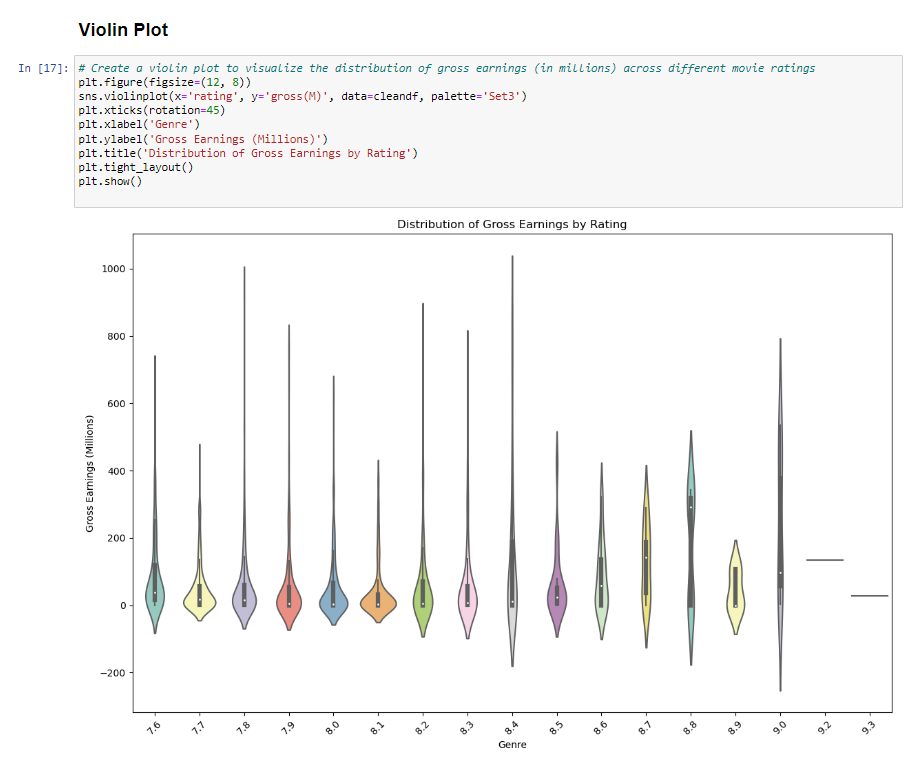 Violin Plot
In [17]: # Create a violin plot to visualize the distribution of gross earnings (in millions) across different movie ratings
plt.figure(figsize=(12, 8))
sns.violinplot(x='rating', y='gross(M)', data=cleandf, palette='Set3')
plt.xticks(rotation=45)
plt.xlabel('Genre')
plt.ylabel('Gross Earnings (Millions)')
plt.title('Distribution of Gross Earnings by Rating')
plt.tight_layout()
plt.show()
Distribution of Gross Earnings by Rating
Gross Earnings (Millions)
1000
800
600
400
200
0
−200
7.6 7.7 7.8 7.9 8.0 8.1 8.2 8.3 8.4 8.5 8.6 8.7 8.8 8.9 9.0 9.2 9.3
Genre